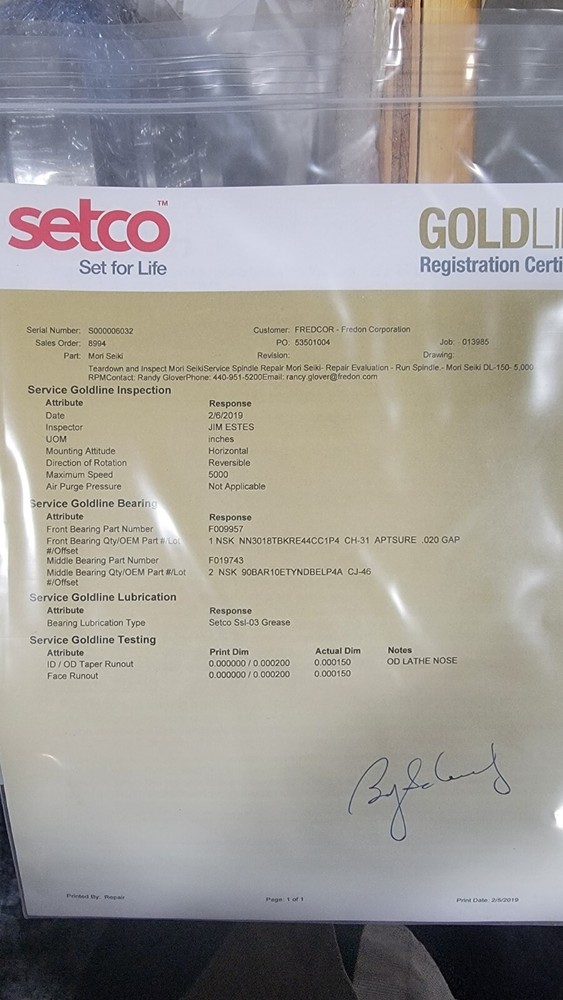 setco™
Set for Life
GOLDLI
Registration Certi
Serial Number: S000006032 Customer: FREDCOR - Fredon Corporation
Sales Order: 8994 PO: 53501004 Job: 013985
Part: Mori Seiki Revision: Drawing:
Teardown and Inspect Mori SeikiService Spindle Repair Mori Seiki- Repair Evaluation - Run Spindle.- Mori Seiki DL-150- 5,000
RPMContact: Randy GloverPhone: 440-951-5200Email: rancy.glover@fredon.com
Service Goldline Inspection
Attribute Response
Date 2/6/2019
Inspector JIM ESTES
UOM inches
Mounting Attitude Horizontal
Direction of Rotation Reversible
Maximum Speed 5000
Air Purge Pressure Not Applicable
Service Goldline Bearing
Attribute Response
Front Bearing Part Number F009957
Front Bearing Qty/OEM Part #/Lot 1 NSK NN3018TBKRE44CC1P4 CH-31 APTSURE .020 GAP
#/Offset
Middle Bearing Part Number F019743
Middle Bearing Qty/OEM Part #/Lot 2 NSK 90BAR10ETYNDBELP4A CJ-46
#/Offset
Service Goldline Lubrication
Attribute Response
Bearing Lubrication Type Setco Ssl-03 Grease
Service Goldline Testing
Attribute Print Dim Actual Dim Notes
ID / OD Taper Runout 0.000000 / 0.000200 0.000150 OD LATHE NOSE
Face Runout 0.000000 / 0.000200 0.000150
Printed By: Repair Page: 1 of 1 Print Date: 2/5/2019